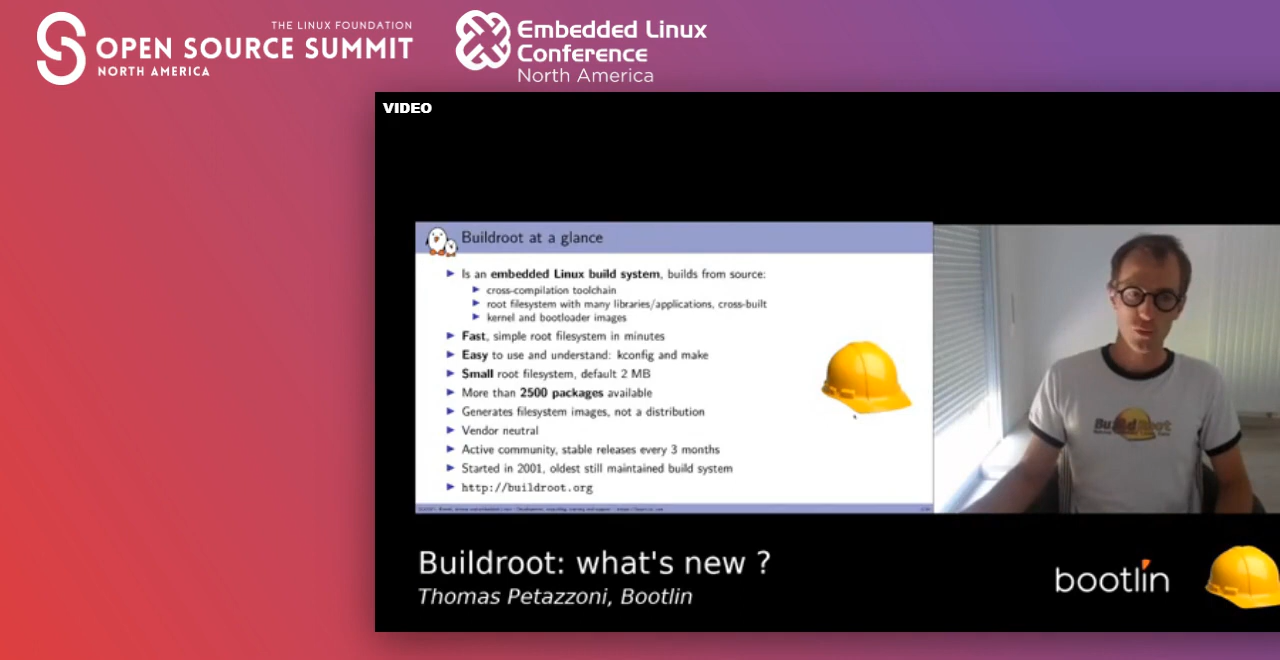 THE LINUX FOUNDATION
OPEN SOURCE SUMMIT
NORTH AMERICA
Embedded Linux
Conference
North America
VIDEO
Buildroot at a glance
Is an embedded Linux build system, builds from source:
cross-compilation toolchain
root filesystem with many libraries/applications, cross-built
kernel and bootloader images
Fast, simple root filesystem in minutes
Easy to use and understand: kconfig and make
Small root filesystem, default 2 MB
More than 2500 packages available
Generates filesystem images, not a distribution
Vendor neutral
Active community, stable releases every 3 months
Started in 2001, oldest still maintained build system
http://buildroot.org
BuildRoot
Buildroot: what's new ?
Thomas Petazzoni, Bootlin
bootlin